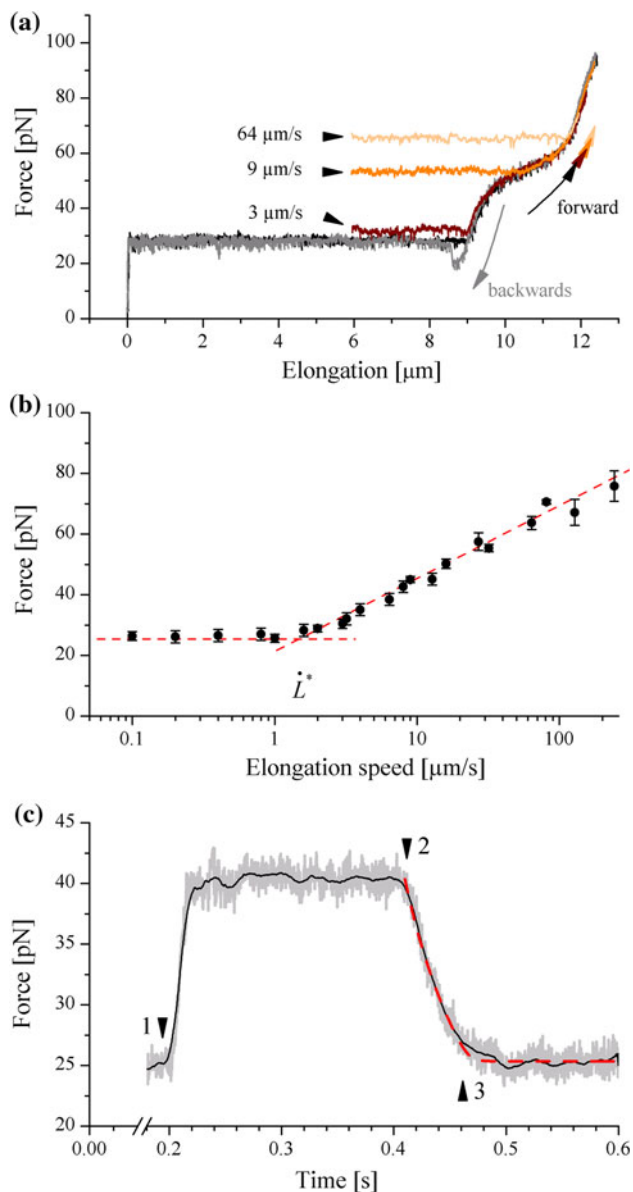 (a)
Force [pN]
100
80
60
40
20
0
64 µm/s
9 µm/s
3 µm/s
forward
backwards
0 2 4 6 8 10 12
Elongation [µm]
(b)
Force [pN]
100
80
60
40
20
0
L̇*
0.1 1 10 100
Elongation speed [µm/s]
(c)
Force [pN]
45
40
35
30
25
20
1
2
3
0.00 0.2 0.3 0.4 0.5 0.6
Time [s]